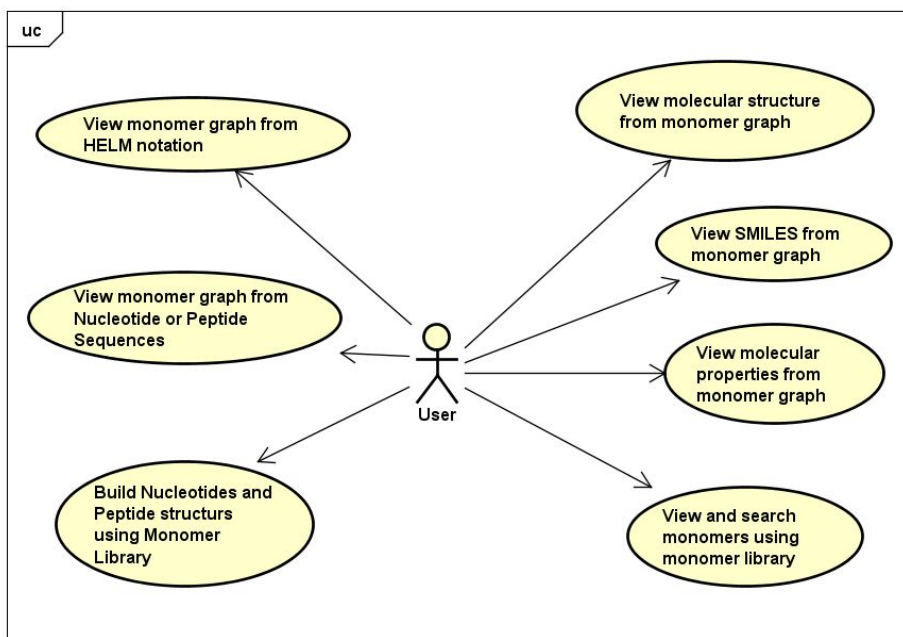 uc
View monomer graph from
HELM notation
View molecular structure
from monomer graph
View SMILES from
monomer graph
View monomer graph from
Nucleotide or Peptide
Sequences
View molecular
properties from
monomer graph
User
Build Nucleotides and
Peptide structurs
using Monomer
Library
View and search
monomers using
monomer library